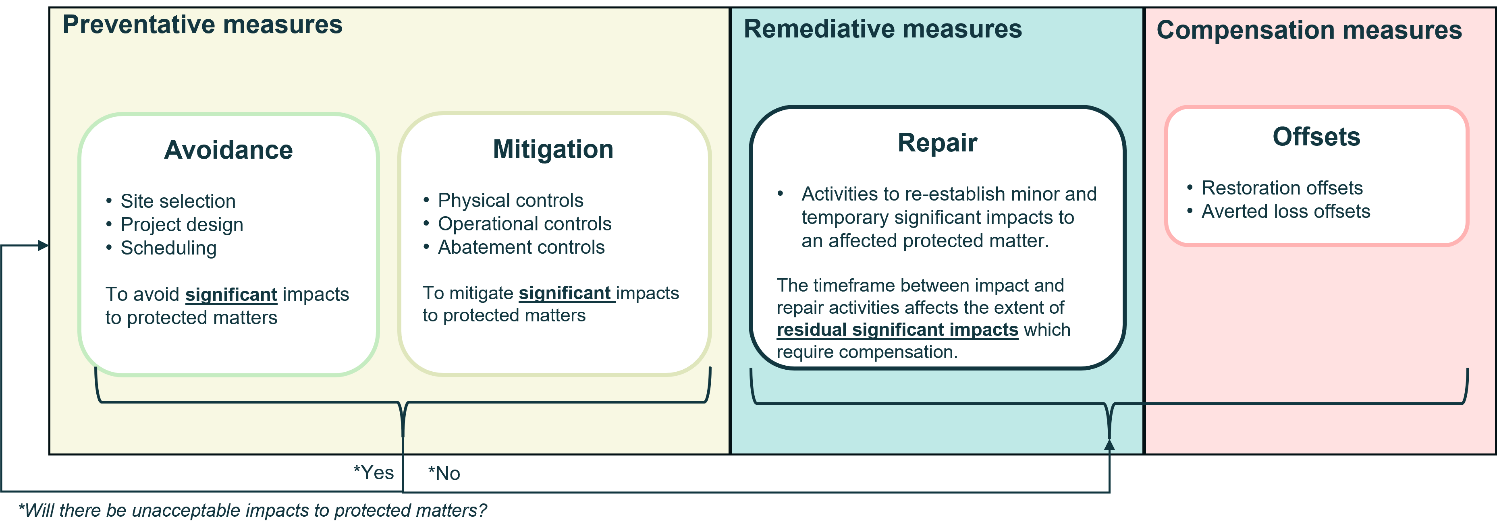 Preventative measures
Avoidance
• Site selection
• Project design
• Scheduling
To avoid significant impacts
to protected matters
Mitigation
• Physical controls
• Operational controls
• Abatement controls
To mitigate significant impacts
to protected matters
Remediative measures
Repair
• Activities to re-establish minor and
temporary significant impacts to
an affected protected matter.
The timeframe between impact and
repair activities affects the extent of
residual significant impacts which
require compensation.
Compensation measures
Offsets
• Restoration offsets
• Averted loss offsets
*Yes
*No
*Will there be unacceptable impacts to protected matters?